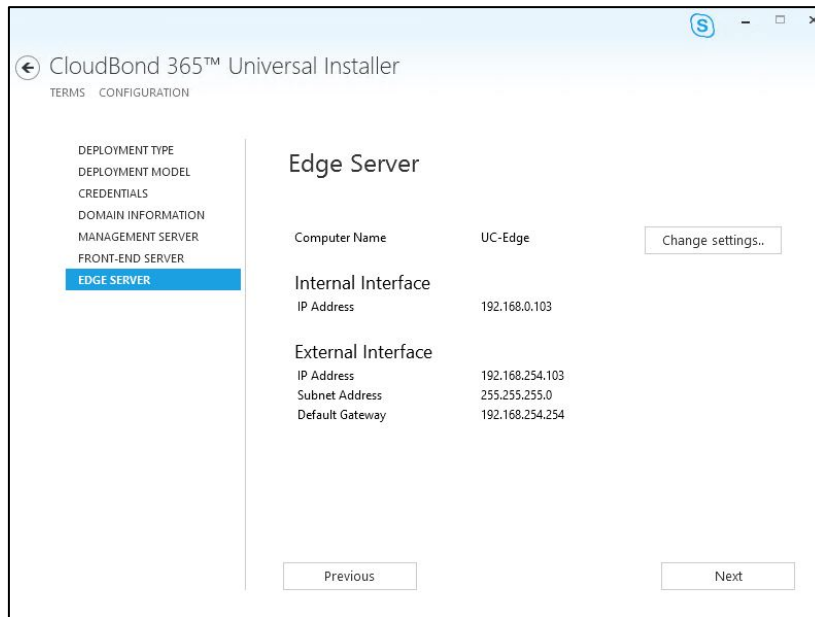 CloudBond 365™ Universal Installer
TERMS CONFIGURATION
DEPLOYMENT TYPE
DEPLOYMENT MODEL
CREDENTIALS
DOMAIN INFORMATION
MANAGEMENT SERVER
FRONT-END SERVER
EDGE SERVER
Edge Server
Computer Name UC-Edge Change settings..
Internal Interface
IP Address 192.168.0.103
External Interface
IP Address 192.168.254.103
Subnet Address 255.255.255.0
Default Gateway 192.168.254.254
Previous Next